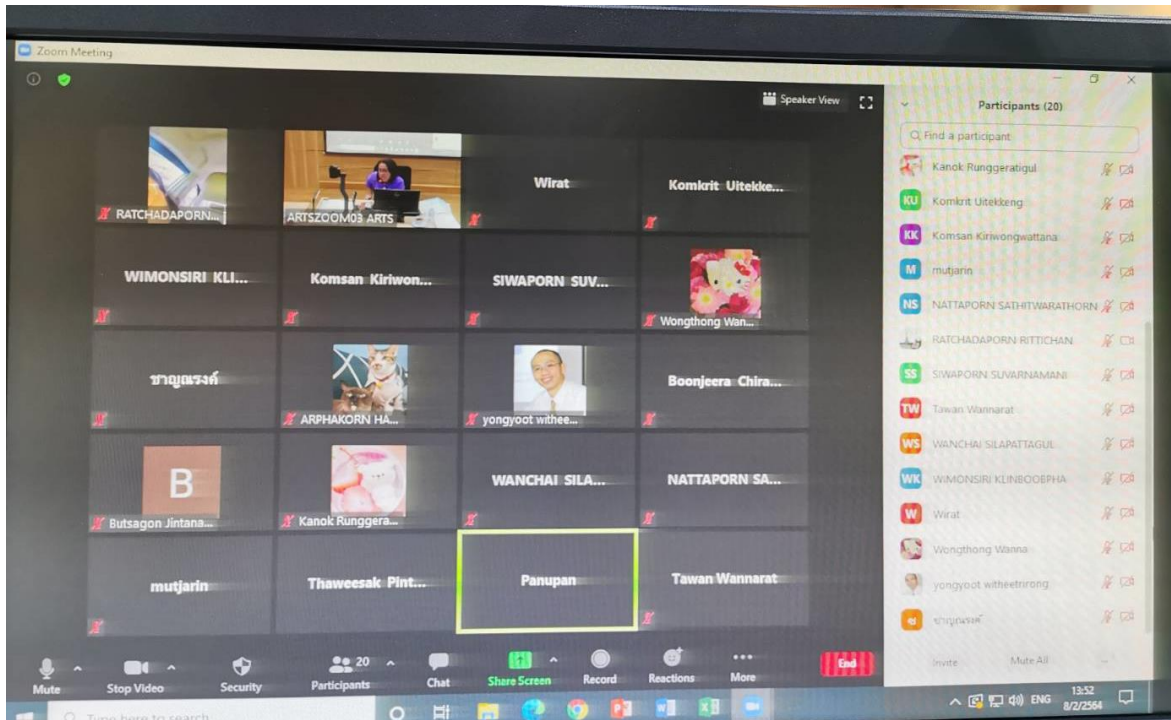 Zoom Meeting
Speaker View
RATCHADAPORN...
ARTSZOOM03 ARTS
Wirat
Komkrit Uitekke...
WIMONSIRI KLI...
Komsan Kiriwon...
SIWAPORN SUV...
Wongthong Wan...
ชาญณรงค์
ARPHAKORN HA...
yongyoot withee...
Boonjeera Chira...
B
Butsagon Jintana...
Kanok Runggera...
WANCHAI SILA...
NATTAPORN SA...
mutjarin
Thaweesak Pint...
Panupan
Tawan Wannarat
Mute
Stop Video
Security
20
Participants
Chat
Share Screen
Record
Reactions
More
End
Participants (20)
Find a participant
Kanok Runggeratigul
KU Komkrit Uitekkeng
KK Komsan Kiriwongwattana
M mutjarin
NS NATTAPORN SATHITWARATHORN
RATCHADAPORN RITTICHAN
SS SIWAPORN SUVARNAMANI
TW Tawan Wannarat
WS WANCHAI SILAPATTAGUL
WK WIMONSIRI KLINBOOBPHA
W Wirat
Wongthong Wanna
yongyoot witheetrirong
ช ชาญณรงค์
Invite
Mute All
...
Type here to search
ENG
13:52
8/2/2564